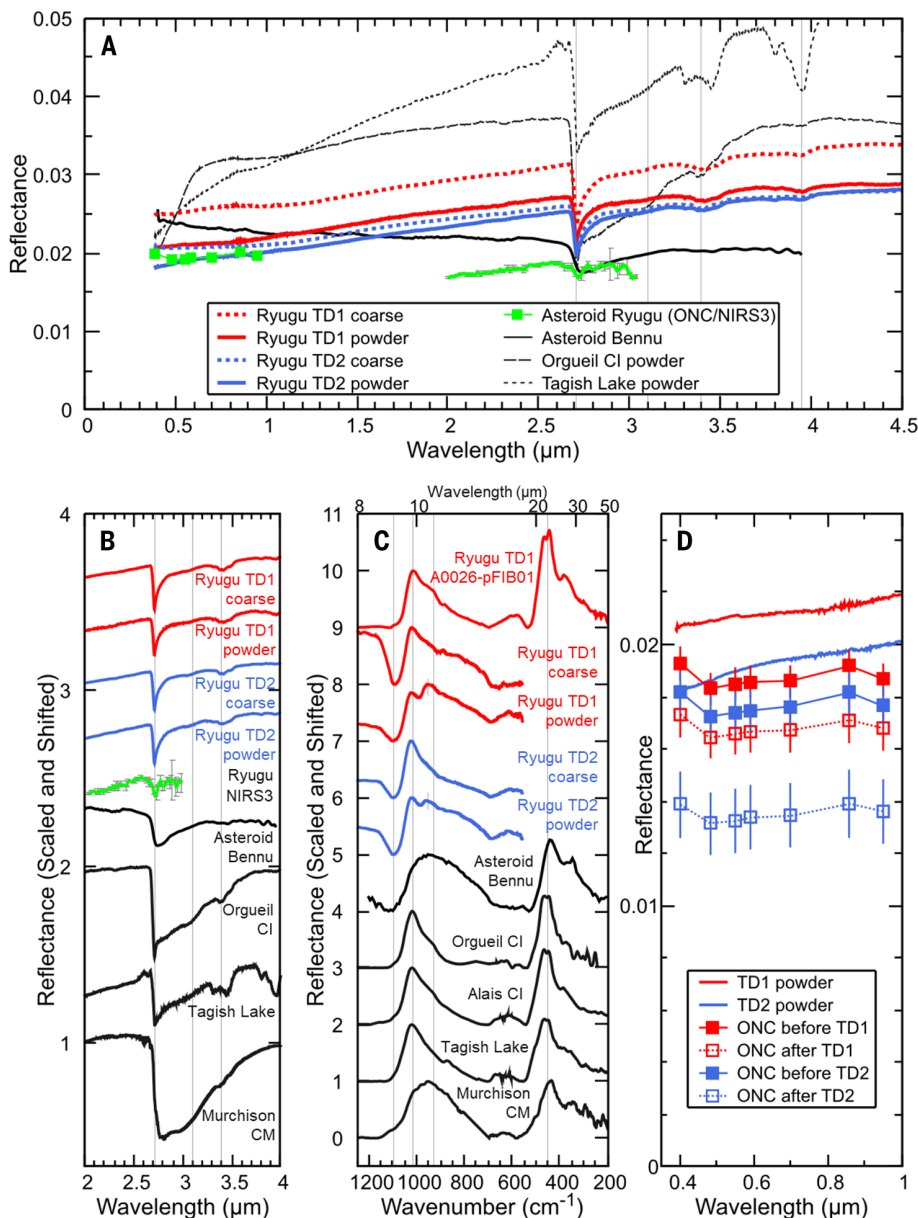 A
0.05
0.04
0.03
0.02
0.01
0
Reflectance
Ryugu TD1 coarse
Ryugu TD1 powder
Ryugu TD2 coarse
Ryugu TD2 powder
Asteroid Ryugu (ONC/NIRS3)
Asteroid Bennu
Orgueil CI powder
Tagish Lake powder
0 0.5 1 1.5 2 2.5 3 3.5 4 4.5
Wavelength (µm)
B
4
3
2
1
Reflectance (Scaled and Shifted)
Ryugu TD1
coarse
Ryugu TD1
powder
Ryugu TD2
coarse
Ryugu TD2
powder
Ryugu
NIRS3
Asteroid
Bennu
Orgueil
CI
Tagish Lake
Murchison
CM
2 3 4
Wavelength (µm)
Wavelength (µm)
8 10 20 30 50
C
11
10
9
8
7
6
5
4
3
2
1
0
Reflectance (Scaled and Shifted)
Ryugu TD1
A0026-pFIB01
Ryugu TD1
coarse
Ryugu TD1
powder
Ryugu TD2
coarse
Ryugu TD2
powder
Asteroid
Bennu
Orgueil CI
Alais CI
Tagish Lake
Murchison
CM
1200 1000 800 600 400 200
Wavenumber (cm⁻¹)
D
0.02
0.01
0
Reflectance
TD1 powder
TD2 powder
ONC before TD1
ONC after TD1
ONC before TD2
ONC after TD2
0.4 0.6 0.8 1
Wavelength (µm)